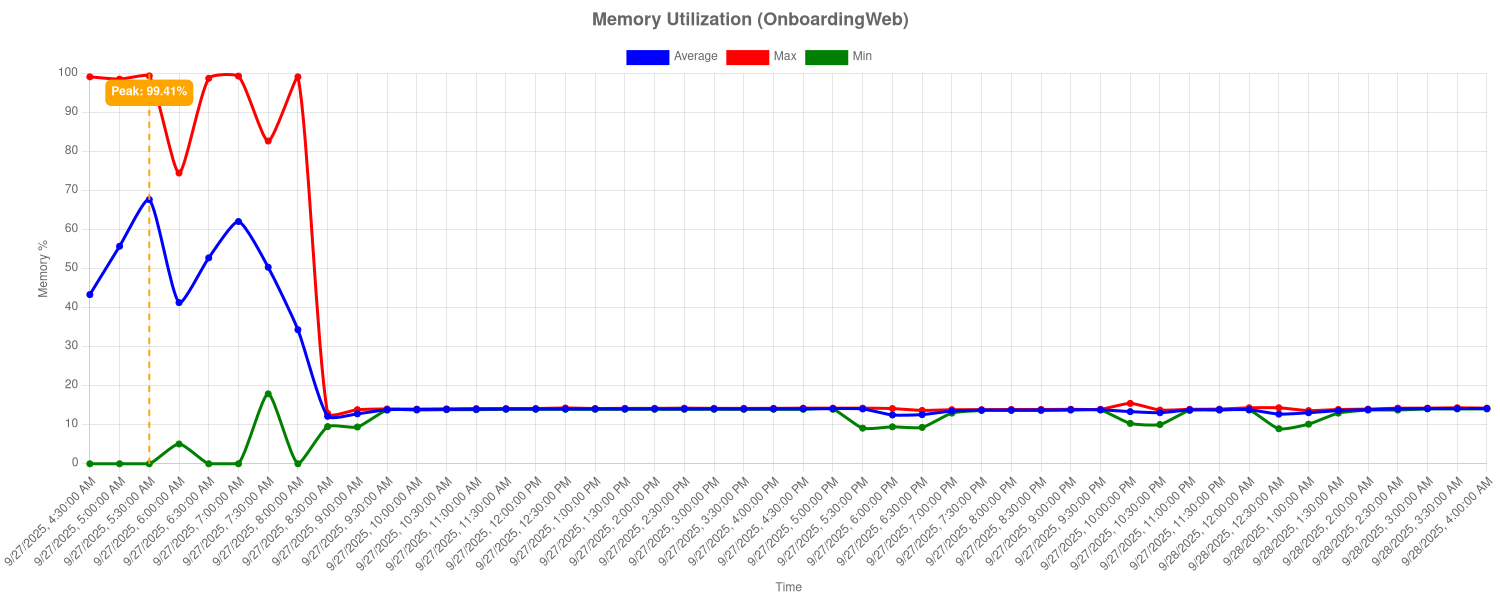 Memory Utilization (OnboardingWeb)
Average Max Min
100
90
80
70
60
50
40
30
20
10
0
Memory %
Peak: 99.41%
9/27/2025, 4:30:00 AM
9/27/2025, 5:00:00 AM
9/27/2025, 5:30:00 AM
9/27/2025, 6:00:00 AM
9/27/2025, 6:30:00 AM
9/27/2025, 7:00:00 AM
9/27/2025, 7:30:00 AM
9/27/2025, 8:00:00 AM
9/27/2025, 8:30:00 AM
9/27/2025, 9:00:00 AM
9/27/2025, 9:30:00 AM
9/27/2025, 10:00:00 AM
9/27/2025, 10:30:00 AM
9/27/2025, 11:00:00 AM
9/27/2025, 11:30:00 AM
9/27/2025, 12:00:00 PM
9/27/2025, 12:30:00 PM
9/27/2025, 1:00:00 PM
9/27/2025, 1:30:00 PM
9/27/2025, 2:00:00 PM
9/27/2025, 2:30:00 PM
9/27/2025, 3:00:00 PM
9/27/2025, 3:30:00 PM
9/27/2025, 4:00:00 PM
9/27/2025, 4:30:00 PM
9/27/2025, 5:00:00 PM
9/27/2025, 5:30:00 PM
9/27/2025, 6:00:00 PM
9/27/2025, 6:30:00 PM
9/27/2025, 7:00:00 PM
9/27/2025, 7:30:00 PM
9/27/2025, 8:00:00 PM
9/27/2025, 8:30:00 PM
9/27/2025, 9:00:00 PM
9/27/2025, 9:30:00 PM
9/27/2025, 10:00:00 PM
9/27/2025, 10:30:00 PM
9/27/2025, 11:00:00 PM
9/27/2025, 11:30:00 PM
9/28/2025, 12:00:00 AM
9/28/2025, 12:30:00 AM
9/28/2025, 1:00:00 AM
9/28/2025, 1:30:00 AM
9/28/2025, 2:00:00 AM
9/28/2025, 2:30:00 AM
9/28/2025, 3:00:00 AM
9/28/2025, 3:30:00 AM
9/28/2025, 4:00:00 AM
Time